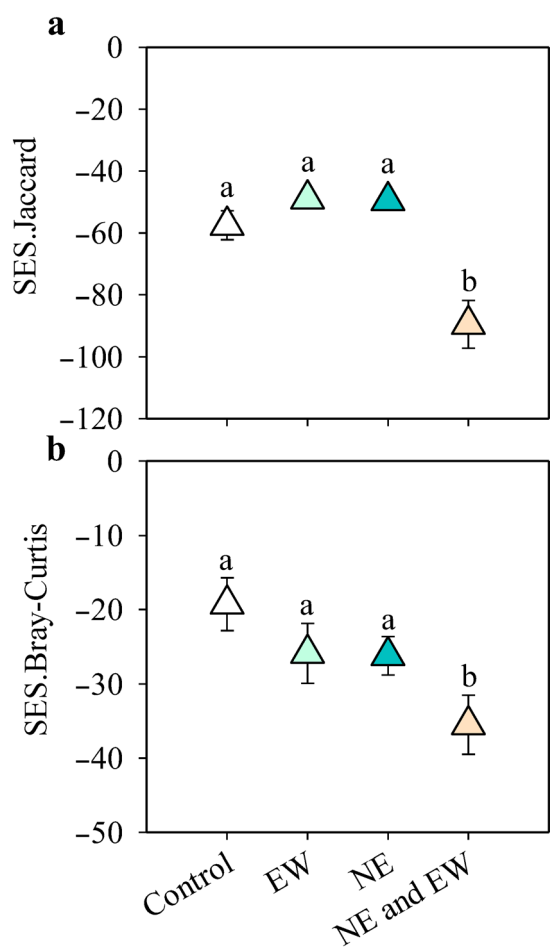 a
0
−20
−40
−60
−80
−100
−120
SES.Jaccard
a
a
a
b
b
0
−10
−20
−30
−40
−50
SES.Bray-Curtis
a
a
a
b
Control
EW
NE
NE and EW